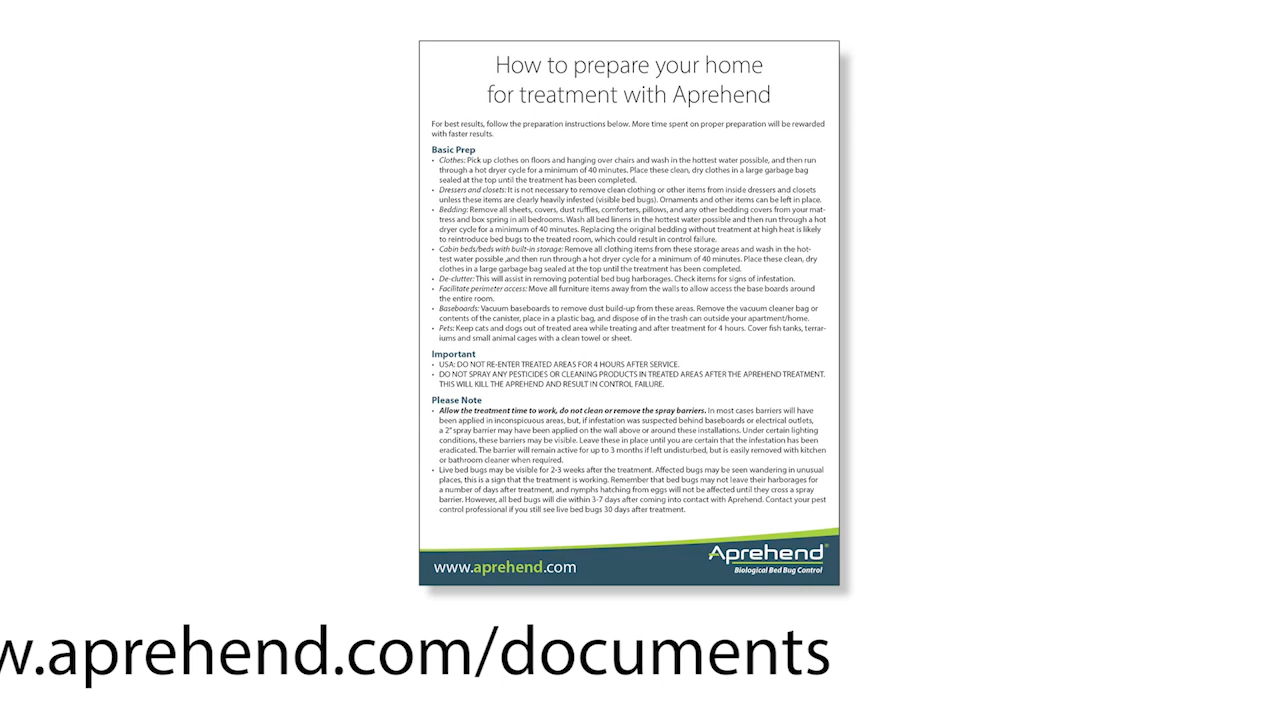 How to prepare your home
for treatment with Aprehend
For best results, follow the preparation instructions below. More time spent on proper preparation will be rewarded
with faster results.
Basic Prep
• Clothes: Pick up clothes on floors and hanging over chairs and wash in the hottest water possible, and then run
through a hot dryer cycle for a minimum of 40 minutes. Place these clean, dry clothes in a large garbage bag
sealed at the top until the treatment has been completed.
• Dressers and closets: It is not necessary to remove clean clothing or other items from inside dressers and closets
unless these items are clearly heavily infested (visible bed bugs). Ornaments and other items can be left in place.
• Bedding: Remove all sheets, covers, dust ruffles, comforters, pillows, and any other bedding covers from your mat-
tress and box spring in all bedrooms. Wash all bed linens in the hottest water possible and then run through a hot
dryer cycle for a minimum of 40 minutes. Replacing the original bedding without treatment at high heat is likely
to reintroduce bed bugs to the treated room, which could result in control failure.
• Cabin beds/beds with built-in storage: Remove all clothing items from these storage areas and wash in the hot-
test water possible ,and then run through a hot dryer cycle for a minimum of 40 minutes. Place these clean, dry
clothes in a large garbage bag sealed at the top until the treatment has been completed.
• De-clutter: This will assist in removing potential bed bug harborages. Check items for signs of infestation.
• Facilitate perimeter access: Move all furniture items away from the walls to allow access the base boards around
the entire room.
• Baseboards: Vacuum baseboards to remove dust build-up from these areas. Remove the vacuum cleaner bag or
contents of the canister, place in a plastic bag, and dispose of in the trash can outside your apartment/home.
• Pets: Keep cats and dogs out of treated area while treating and after treatment for 4 hours. Cover fish tanks, terrar-
iums and small animal cages with a clean towel or sheet.
Important
• USA: DO NOT RE-ENTER TREATED AREAS FOR 4 HOURS AFTER SERVICE.
• DO NOT SPRAY ANY PESTICIDES OR CLEANING PRODUCTS IN TREATED AREAS AFTER THE APREHEND TREATMENT.
THIS WILL KILL THE APREHEND AND RESULT IN CONTROL FAILURE.
Please Note
• Allow the treatment time to work, do not clean or remove the spray barriers. In most cases barriers will have
been applied in inconspicuous areas, but, if infestation was suspected behind baseboards or electrical outlets,
a 2" spray barrier may have been applied on the wall above or around these installations. Under certain lighting
conditions, these barriers may be visible. Leave these in place until you are certain that the infestation has been
eradicated. The barrier will remain active for up to 3 months if left undisturbed, but is easily removed with kitchen
or bathroom cleaner when required.
• Live bed bugs may be visible for 2-3 weeks after the treatment. Affected bugs may be seen wandering in unusual
places, this is a sign that the treatment is working. Remember that bed bugs may not leave their harborages for
a number of days after treatment, and nymphs hatching from eggs will not be affected until they cross a spray
barrier. However, all bed bugs will die within 3-7 days after coming into contact with Aprehend. Contact your pest
control professional if you still see live bed bugs 30 days after treatment.
www.aprehend.com
Aprehend®
Biological Bed Bug Control
w.aprehend.com/documents